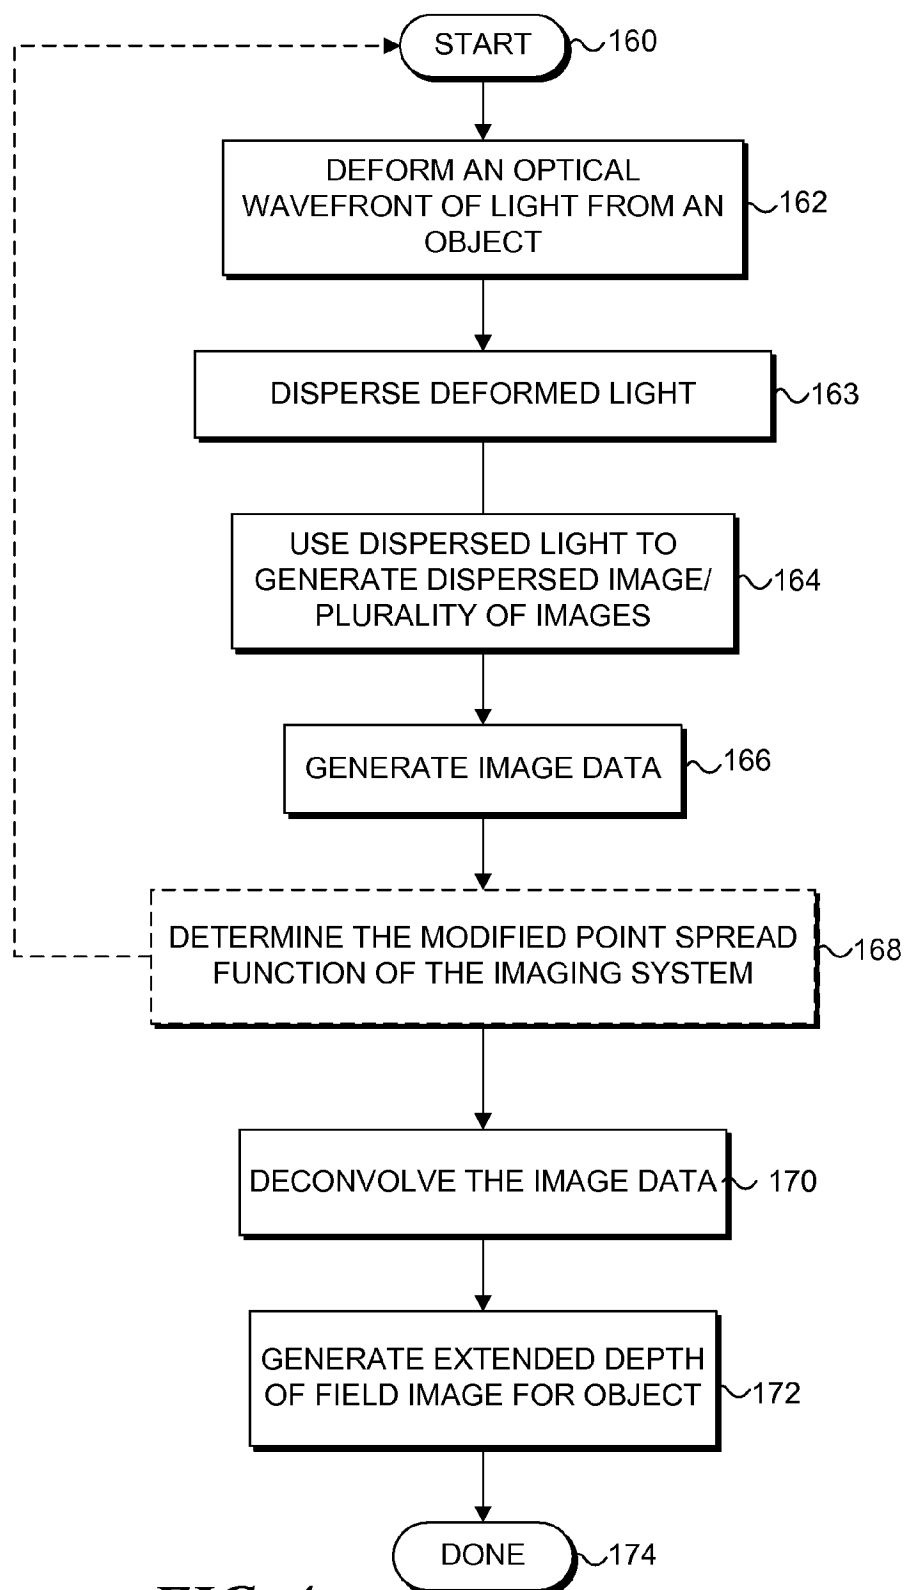 START
160
DEFORM AN OPTICAL
WAVEFRONT OF LIGHT FROM AN
OBJECT
162
DISPERSE DEFORMED LIGHT
163
USE DISPERSED LIGHT TO
GENERATE DISPERSED IMAGE/
PLURALITY OF IMAGES
164
GENERATE IMAGE DATA
166
DETERMINE THE MODIFIED POINT SPREAD
FUNCTION OF THE IMAGING SYSTEM
168
DECONVOLVE THE IMAGE DATA
170
GENERATE EXTENDED DEPTH
OF FIELD IMAGE FOR OBJECT
172
DONE
174